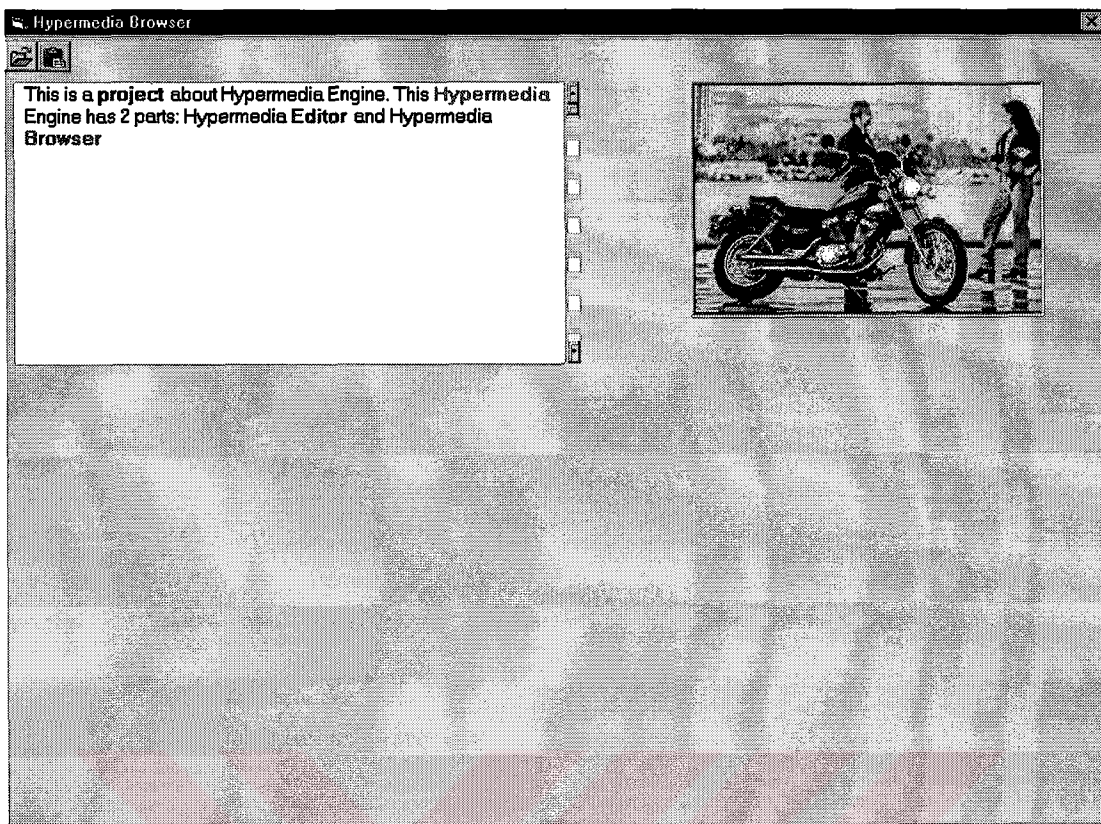 Hypermedia Browser
This is a project about Hypermedia Engine. This Hypermedia
Engine has 2 parts: Hypermedia Editor and Hypermedia
Browser